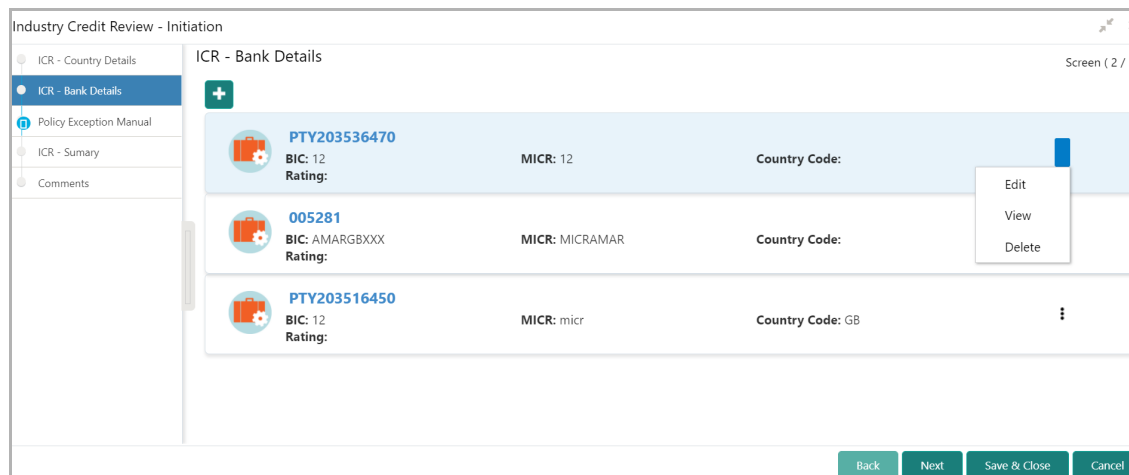 Industry Credit Review - Initiation
ICR - Country Details
ICR - Bank Details
Policy Exception Manual
ICR - Sumary
Comments
ICR - Bank Details
Screen ( 2 /
PTY203536470
BIC: 12 MICR: 12 Country Code:
Rating:
Edit
View
Delete
005281
BIC: AMARGBXXX MICR: MICRAMAR Country Code:
Rating:
PTY203516450
BIC: 12 MICR: micr Country Code: GB
Rating:
Back Next Save & Close Cancel